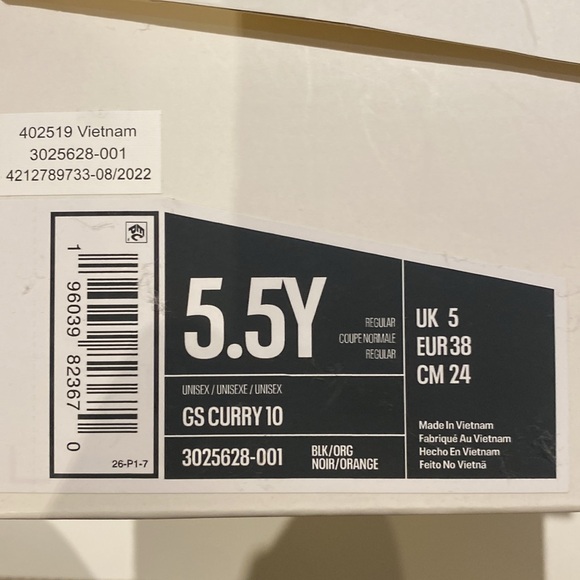 402519 Vietnam
3025628-001
4212789733-08/2022
1 96039 82367 0
26-P1-7
5.5Y
REGULAR
COUPE NORMALE
REGULAR
UNISEX / UNISEXE / UNISEX
GS CURRY 10
3025628-001
BLK/ORG
NOIR/ORANGE
UK 5
EUR 38
CM 24
Made In Vietnam
Fabriqué Au Vietnam
Hecho En Vietnam
Feito No Vietnã